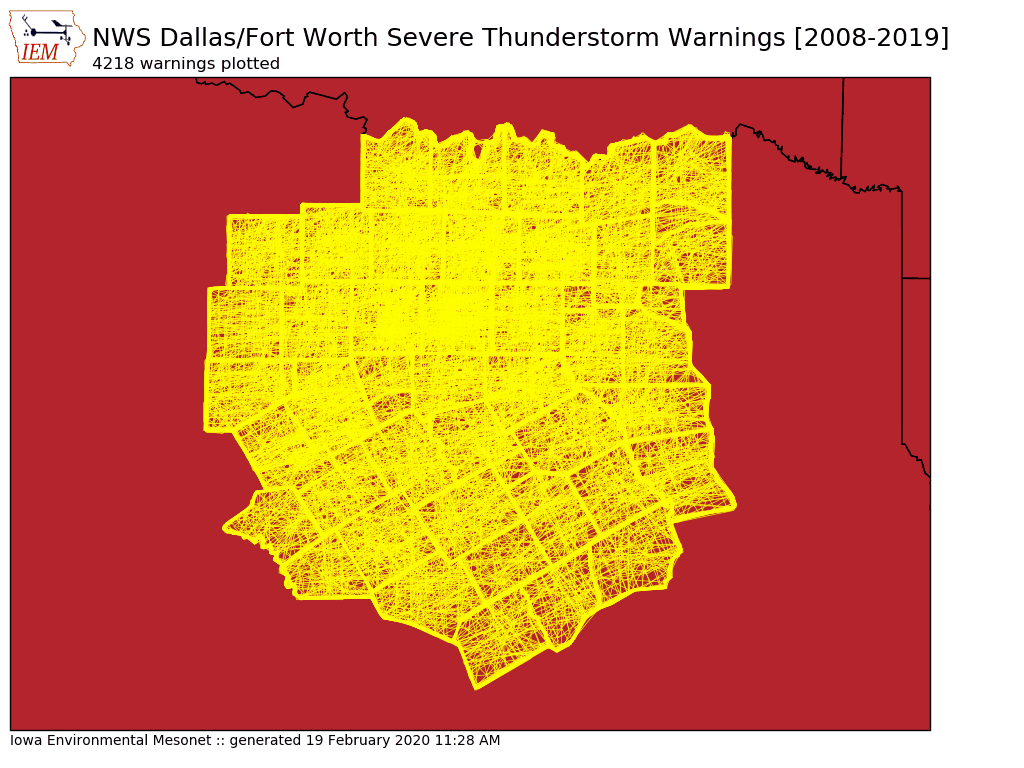 IEM
NWS Dallas/Fort Worth Severe Thunderstorm Warnings [2008-2019]
4218 warnings plotted
Iowa Environmental Mesonet :: generated 19 February 2020 11:28 AM